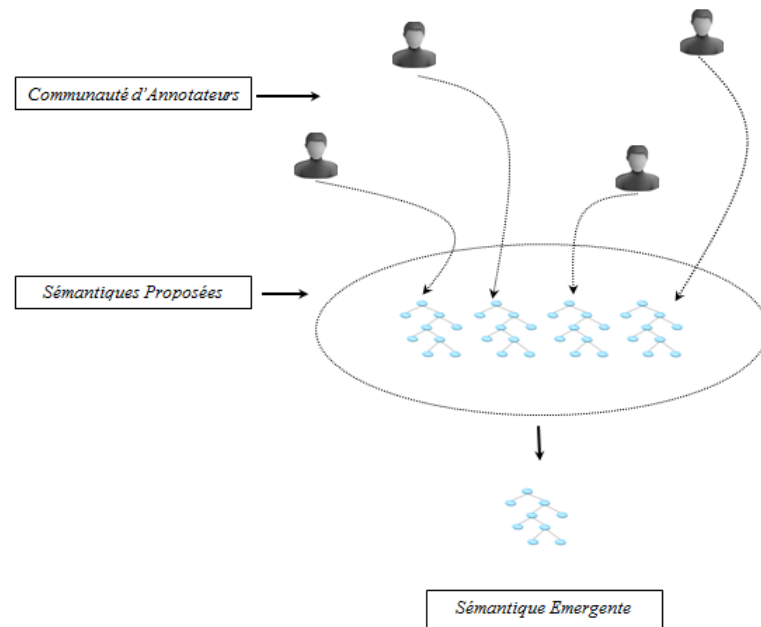 Communauté d'Annotateurs
Sémantiques Proposées
Sémantique Emergente